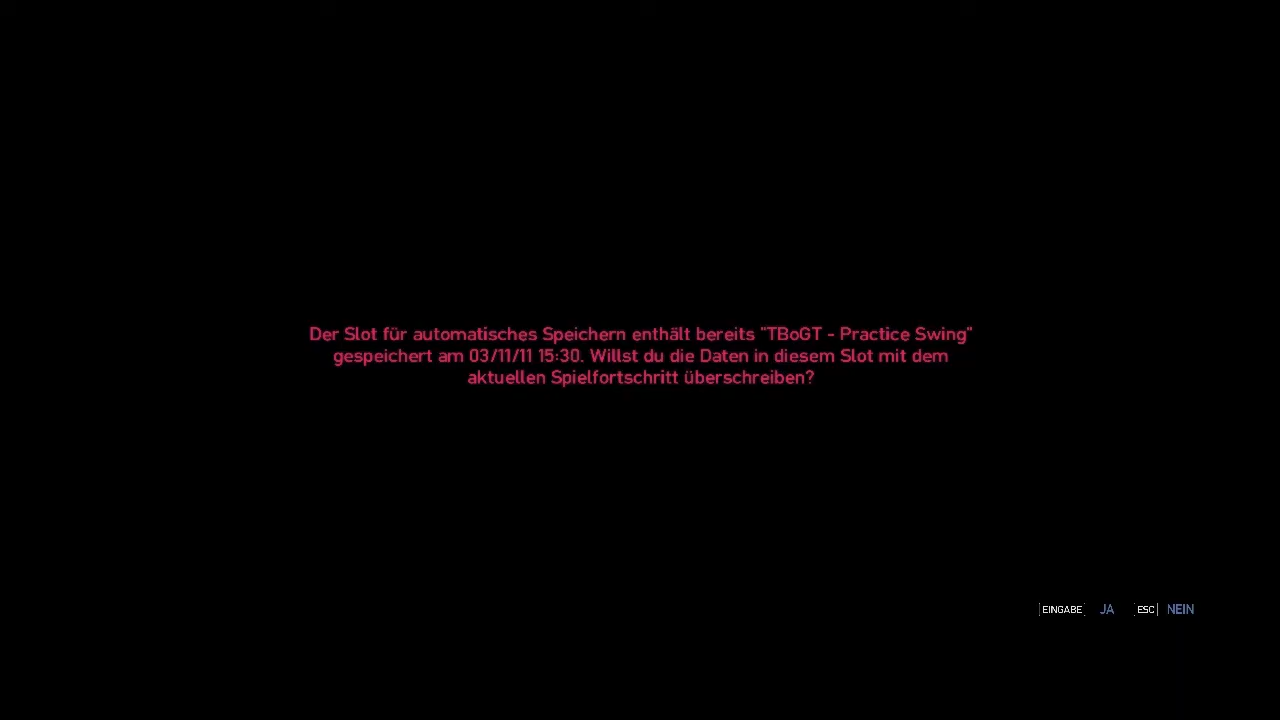 Der Slot für automatisches Speichern enthält bereits "TBoGT - Practice Swing"
gespeichert am 03/11/11 15:30. Willst du die Daten in diesem Slot mit dem
aktuellen Spielfortschritt überschreiben?
EINGABE JA ESC NEIN